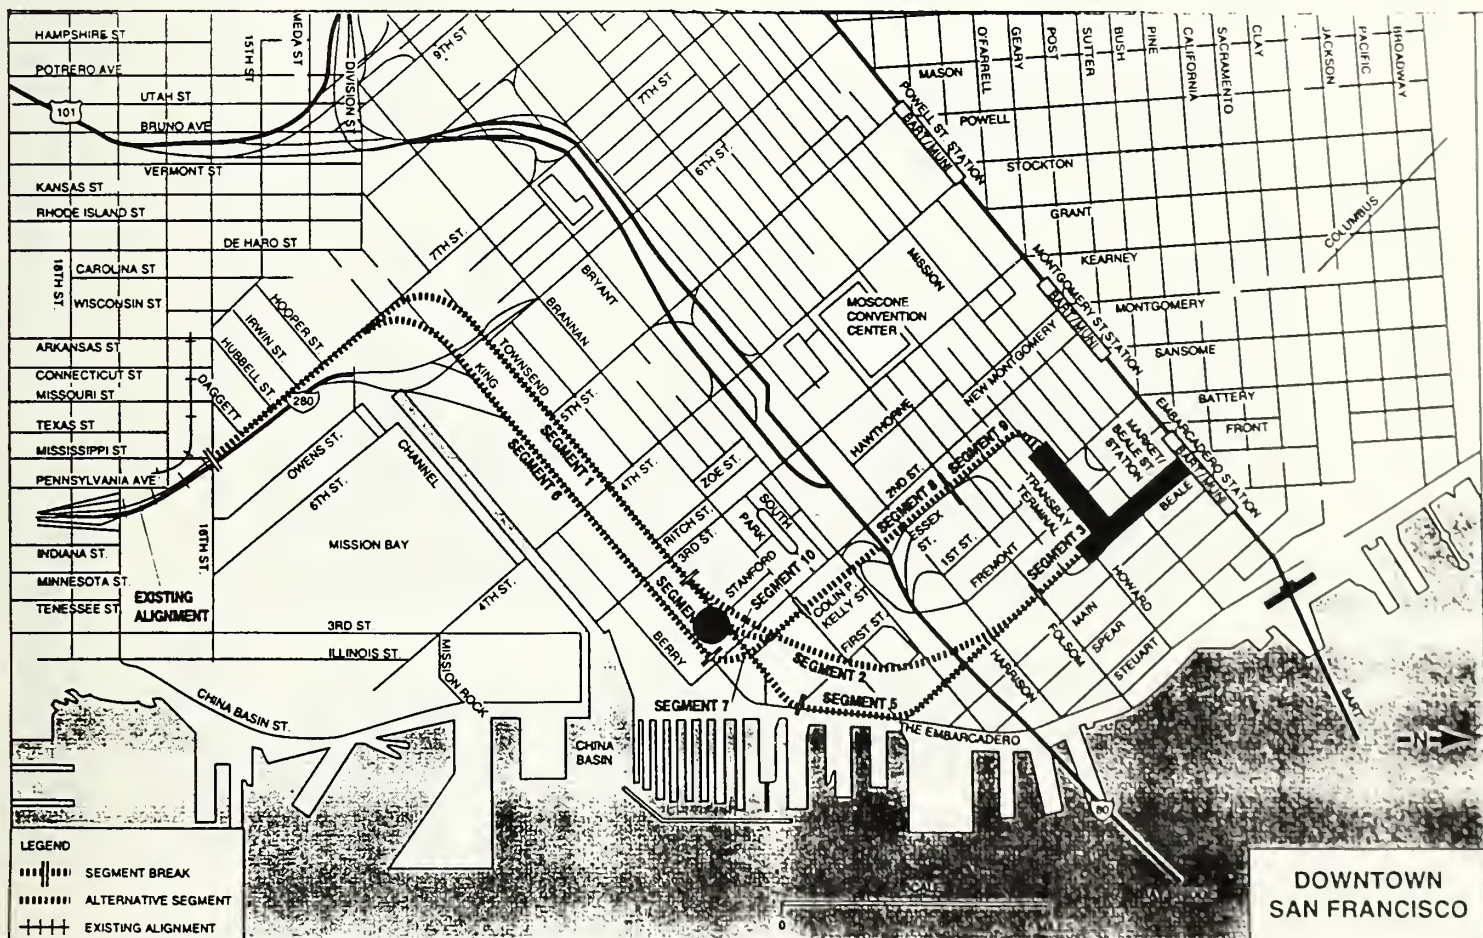 HAMPSHIRE ST
POTRERO AVE
UTAH ST
BRUNO AVE
VERMONT ST
KANSAS ST
RHODE ISLAND ST
DE HARO ST
CAROLINA ST
WISCONSIN ST
ARKANSAS ST
CONNECTICUT ST
MISSOURI ST
TEXAS ST
MISSISSIPPI ST
PENNSYLVANIA AVE
INDIANA ST.
MINNESOTA ST.
TENESSEE ST.
101
15TH ST.
MEDA ST
DIVISION ST
18TH ST.
16TH ST.
HOOPER ST.
IRWIN ST.
HUBBELL ST.
DAGGETT
280
EXISTING
ALIGNMENT
OWENS ST.
6TH ST.
CHANNEL
MISSION BAY
4TH ST.
3RD ST.
ILLINOIS ST.
MISSION ROCK
CHINA BASIN ST.
CHINA
BASIN
9TH ST
7TH ST
6TH ST.
7TH ST.
BRYANT
BRANNAN
TOWNSEND
KING
5TH ST.
SEGMENT 1
SEGMENT 6
4TH ST.
ZOE ST.
RITCH ST.
3RD ST.
SOUTH
PARK
STANFORD
SEGMENT 10
SEGMENT
BERRY
COLIN P.
KELLY ST.
FIRST ST.
SEGMENT 2
SEGMENT 5
SEGMENT 7
THE EMBARCADERO
MISSION
MOSCONE
CONVENTION
CENTER
NEW MONTGOMERY
HAWTHORNE
2ND ST.
SEGMENT 8
SEGMENT 9
ESSEX
ST.
1ST ST.
FREMONT
TRANSBAY
TERMINAL
SEGMENT 3
MARKET/
BEALE ST
STATION
BEALE
HOWARD
MAIN
FOLSOM
SPEAR
HARRISON
STEUART
POWELL ST STATION
BART/MUNI
MONTGOMERY ST STATION
BART/MUNI
EMBARCADERO STATION
BART/MUNI
O'FARRELL
GEARY
POST
SUTTER
BUSH
PINE
CALIFORNIA
SACRAMENTO
CLAY
JACKSON
PACIFIC
BROADWAY
MASON
POWELL
STOCKTON
GRANT
KEARNEY
MONTGOMERY
SANSOME
BATTERY
FRONT
COLUMBUS
BART
80
N
LEGEND
SEGMENT BREAK
ALTERNATIVE SEGMENT
EXISTING ALIGNMENT
SCALE
0
DOWNTOWN
SAN FRANCISCO